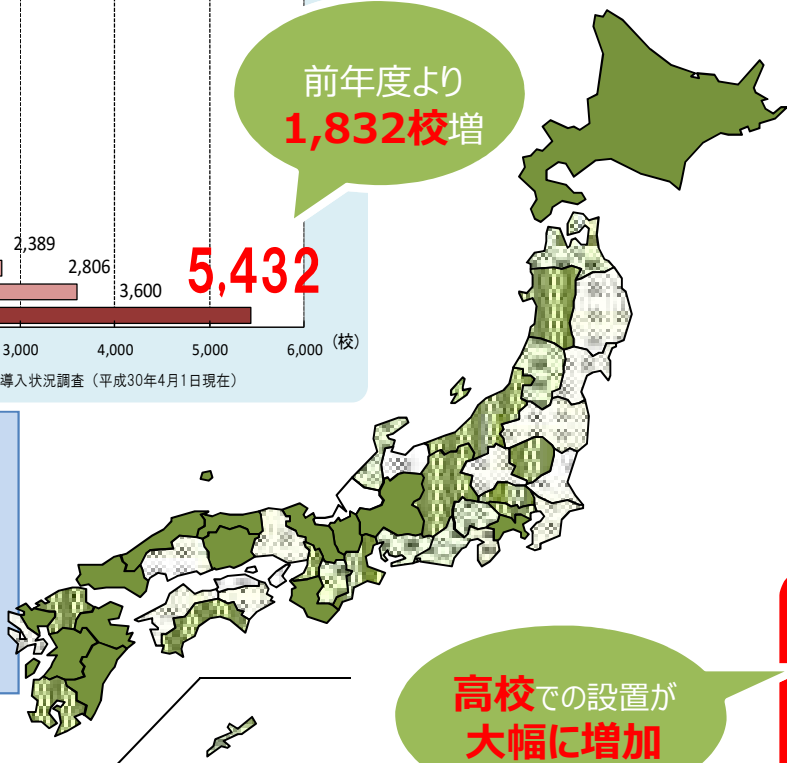 前年度より
1,832校増
2,389
2,806
3,600
5,432
3,000
4,000
5,000
6,000
(校)
導入状況調査（平成30年4月1日現在）
高校での設置が
大幅に増加